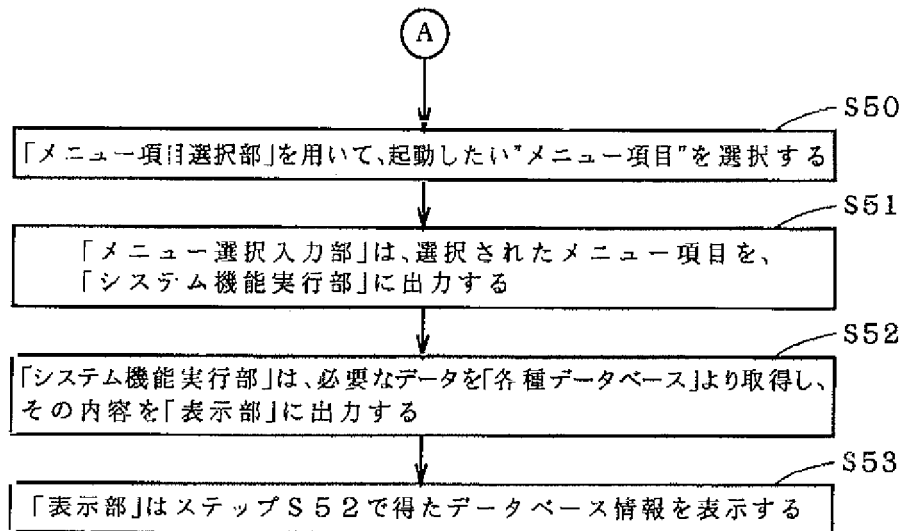 A
S50
「メニュー項目選択部」を用いて、起動したい"メニュー項目"を選択する
S51
「メニュー選択入力部」は、選択されたメニュー項目を、
「システム機能実行部」に出力する
S52
「システム機能実行部」は、必要なデータを「各種データベース」より取得し、
その内容を「表示部」に出力する
S53
「表示部」はステップS52で得たデータベース情報を表示する